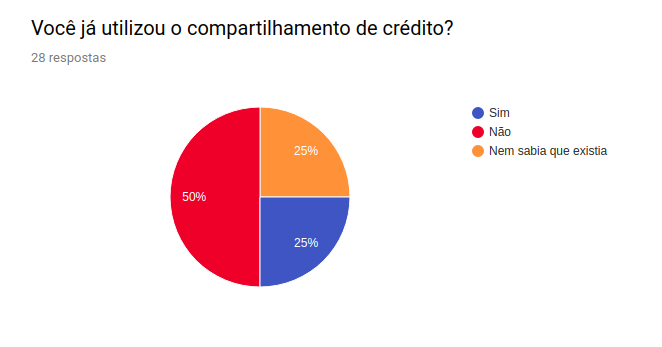 Você já utilizou o compartilhamento de crédito?
28 respostas
Sim
Não
Nem sabia que existia
25%
50%
25%